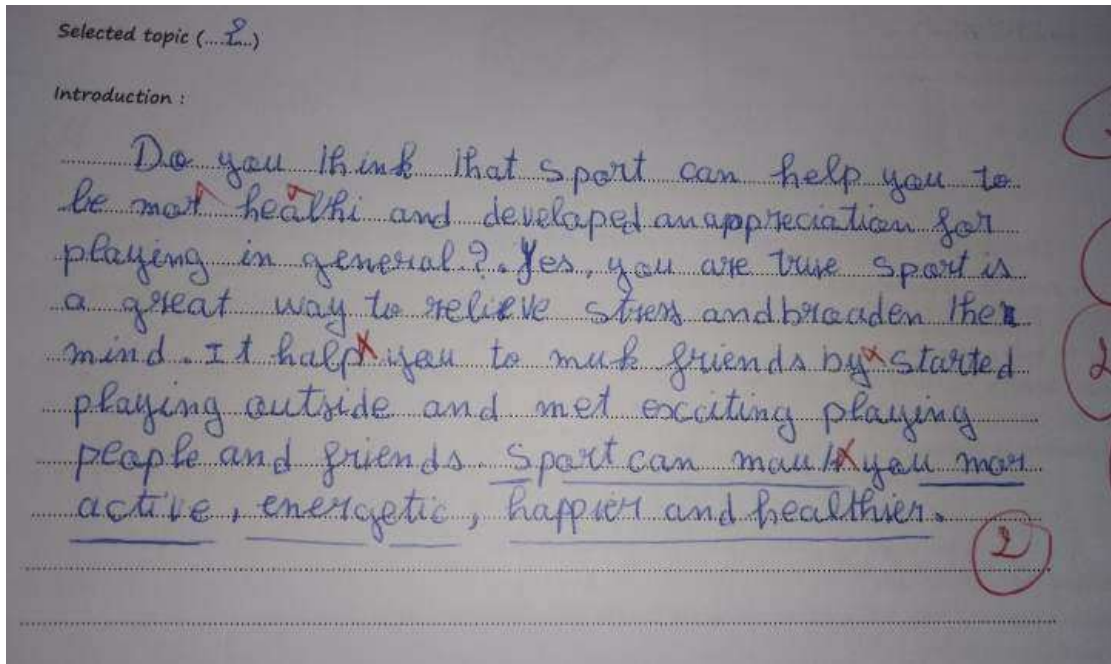 Selected topic (....2...)
Introduction :
Do you think that sport can help you to
be mor healthi and developed an appreciation for
playing in general?. Yes, you are true sport is
a great way to relieve stress and broaden the
mind. It halp you to muk friends by started
playing outside and met exciting playing
people and friends. Sport can mauk you mor
active, energetic, happier and healthier.
2